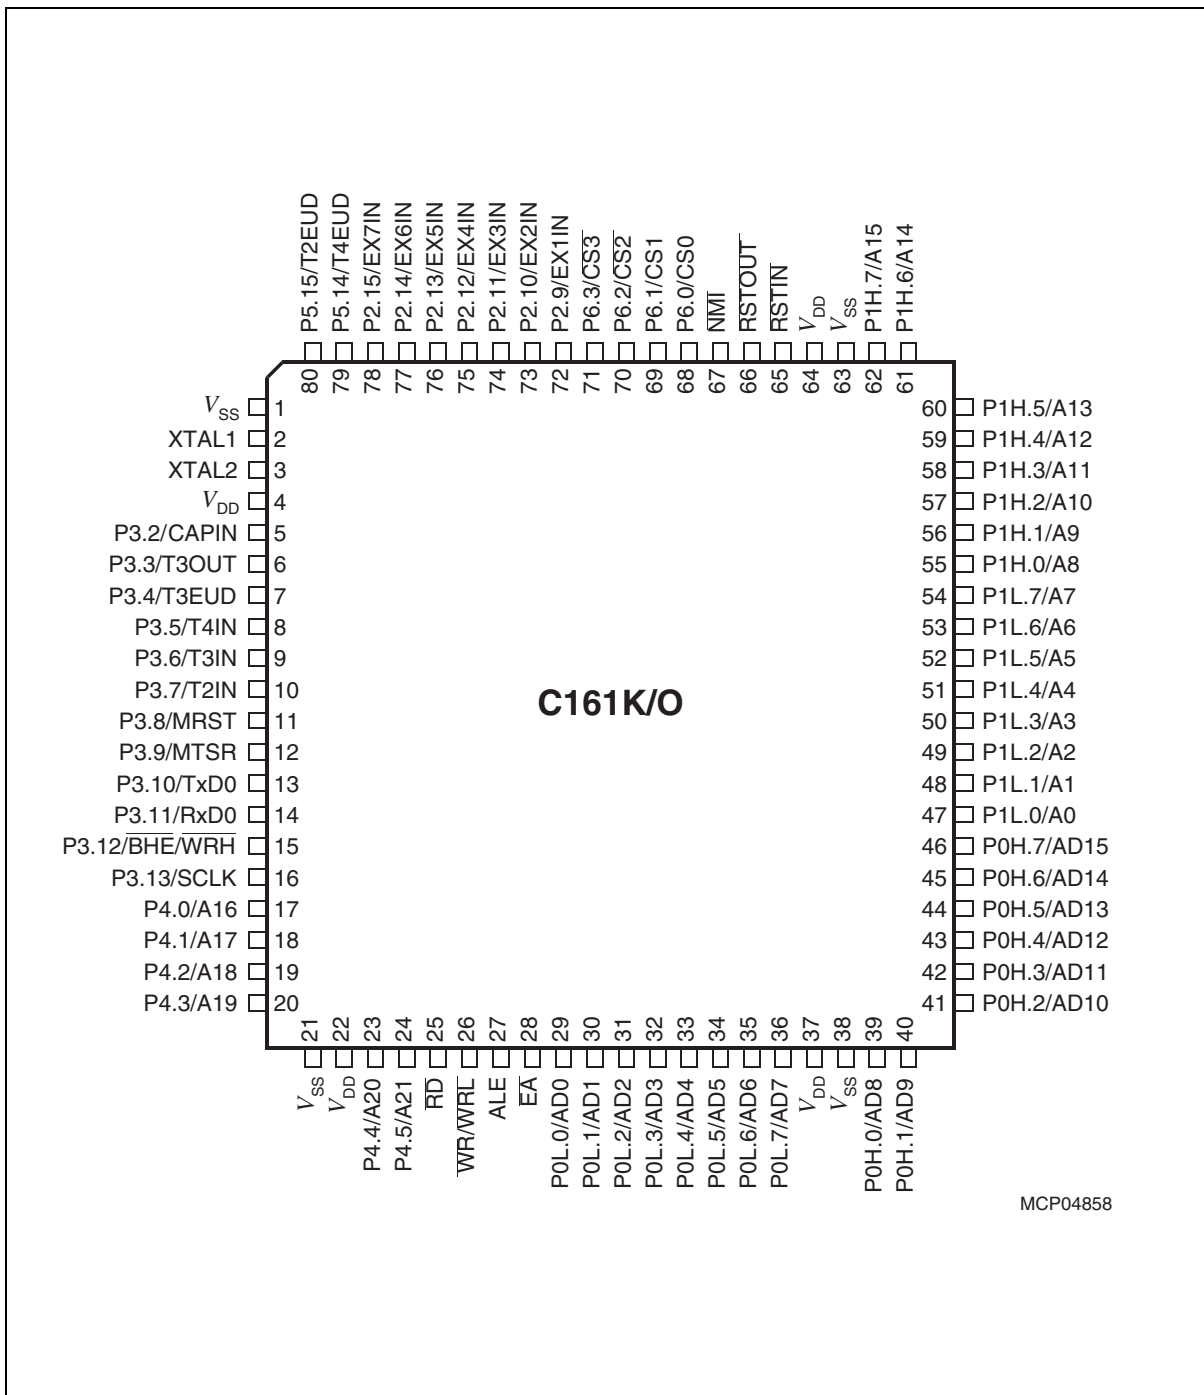 P5.15/T2EUD
P5.14/T4EUD
P2.15/EX7IN
P2.14/EX6IN
P2.13/EX5IN
P2.12/EX4IN
P2.11/EX3IN
P2.10/EX2IN
P2.9/EX1IN
P6.3/C̅S̅3̅
P6.2/C̅S̅2̅
P6.1/CS1
P6.0/CS0
N̅M̅I̅
R̅S̅T̅O̅U̅T̅
R̅S̅T̅I̅N̅
VDD
VSS
P1H.7/A15
P1H.6/A14
80 79 78 77 76 75 74 73 72 71 70 69 68 67 66 65 64 63 62 61
VSS 1
XTAL1 2
XTAL2 3
VDD 4
P3.2/CAPIN 5
P3.3/T3OUT 6
P3.4/T3EUD 7
P3.5/T4IN 8
P3.6/T3IN 9
P3.7/T2IN 10
P3.8/MRST 11
P3.9/MTSR 12
P3.10/TxD0 13
P3.11/RxD0 14
P3.12/B̅H̅E̅/W̅R̅H̅ 15
P3.13/SCLK 16
P4.0/A16 17
P4.1/A17 18
P4.2/A18 19
P4.3/A19 20
C161K/O
60 P1H.5/A13
59 P1H.4/A12
58 P1H.3/A11
57 P1H.2/A10
56 P1H.1/A9
55 P1H.0/A8
54 P1L.7/A7
53 P1L.6/A6
52 P1L.5/A5
51 P1L.4/A4
50 P1L.3/A3
49 P1L.2/A2
48 P1L.1/A1
47 P1L.0/A0
46 P0H.7/AD15
45 P0H.6/AD14
44 P0H.5/AD13
43 P0H.4/AD12
42 P0H.3/AD11
41 P0H.2/AD10
21 22 23 24 25 26 27 28 29 30 31 32 33 34 35 36 37 38 39 40
VSS
VDD
P4.4/A20
P4.5/A21
R̅D̅
W̅R̅/W̅R̅L̅
ALE
E̅A̅
P0L.0/AD0
P0L.1/AD1
P0L.2/AD2
P0L.3/AD3
P0L.4/AD4
P0L.5/AD5
P0L.6/AD6
P0L.7/AD7
VDD
VSS
P0H.0/AD8
P0H.1/AD9
MCP04858